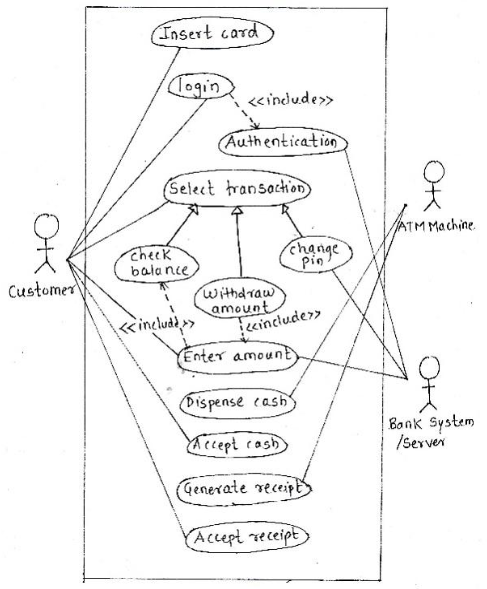 Insert card
login
<<include>>
Authentication
Select transaction
ATM Machine
check
balance
change
pin
Customer
Withdraw
amount
<<include>>
<<include>>
Enter amount
Dispense cash
Bank System
/Server
Accept cash
Generate receipt
Accept receipt